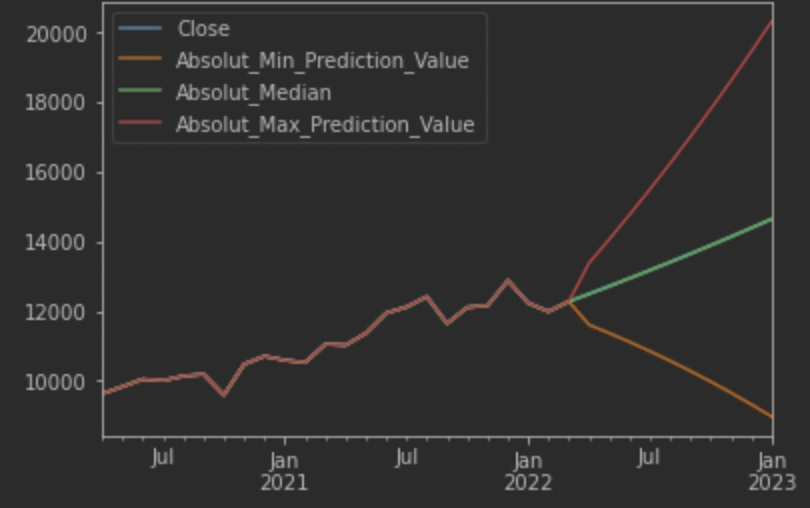 20000
18000
16000
14000
12000
10000
Close
Absolut_Min_Prediction_Value
Absolut_Median
Absolut_Max_Prediction_Value
Jul Jan Jul Jan Jul Jan
2021 2022 2023